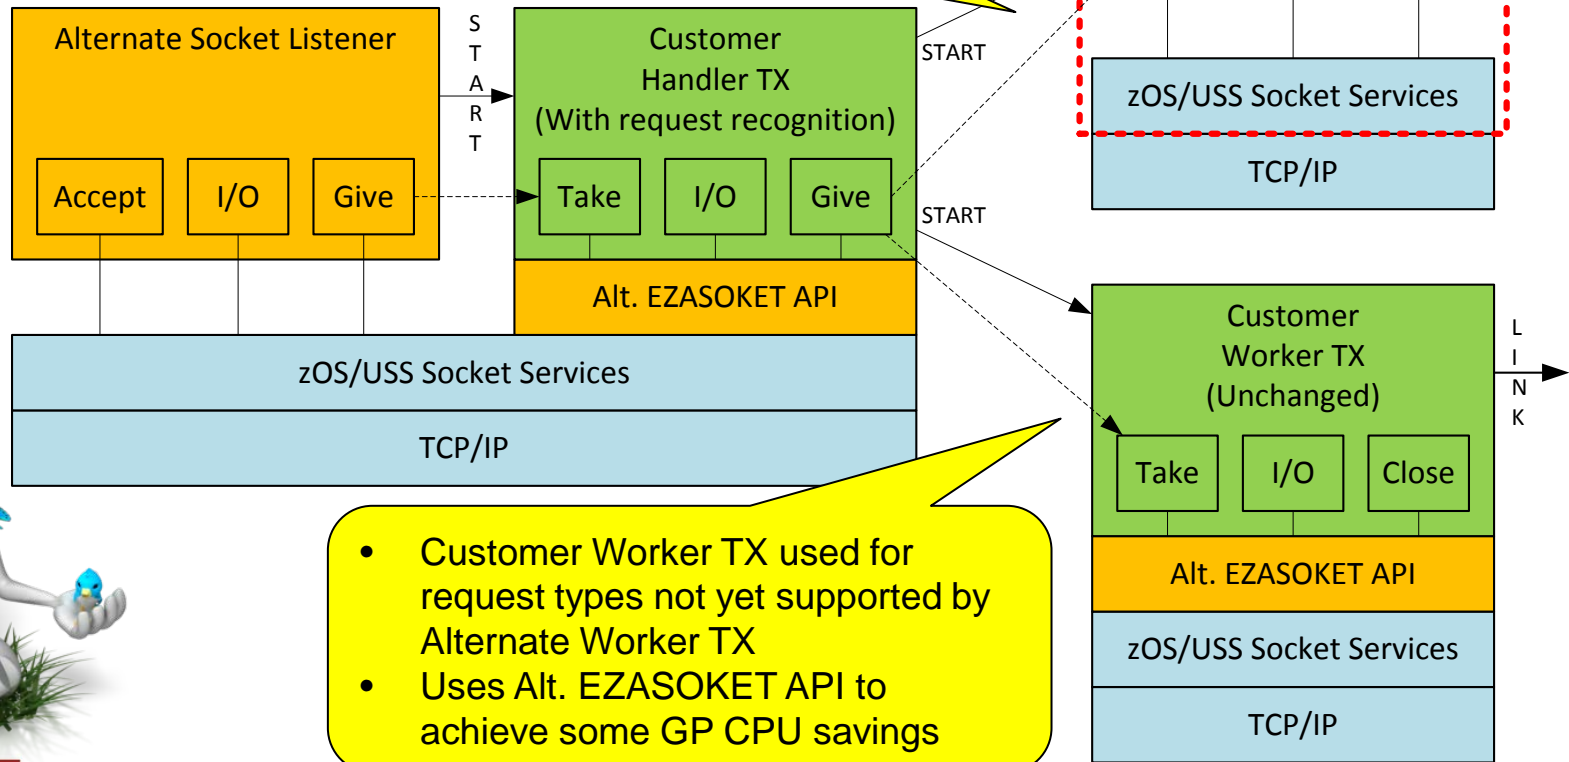 Alternate Socket Listener
Accept
I/O
Give
S
T
A
R
T
Customer
Handler TX
(With request recognition)
Take
I/O
Give
Alt. EZASOKET API
zOS/USS Socket Services
TCP/IP
START
START
zOS/USS Socket Services
TCP/IP
Customer
Worker TX
(Unchanged)
Take
I/O
Close
Alt. EZASOKET API
zOS/USS Socket Services
TCP/IP
L
I
N
K
• Customer Worker TX used for
request types not yet supported by
Alternate Worker TX
• Uses Alt. EZASOKET API to
achieve some GP CPU savings